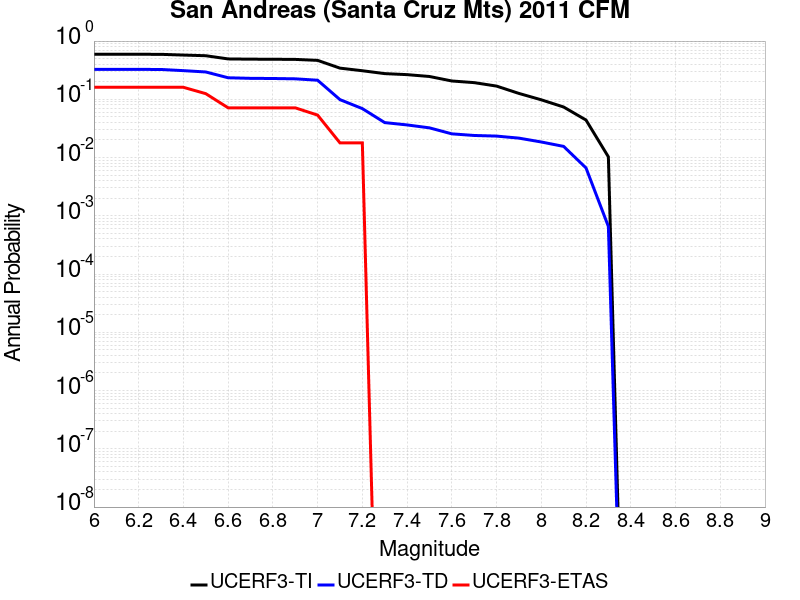 San Andreas (Santa Cruz Mts) 2011 CFM
10^0
10^-1
10^-2
10^-3
10^-4
10^-5
10^-6
10^-7
10^-8
Annual Probability
6 6.2 6.4 6.6 6.8 7 7.2 7.4 7.6 7.8 8 8.2 8.4 8.6 8.8 9
Magnitude
UCERF3-TI UCERF3-TD UCERF3-ETAS